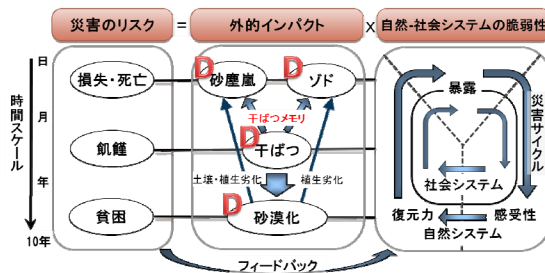 災害のリスク = 外的インパクト x 自然-社会システムの脆弱性
時間スケール
日
月
年
10年
損失・死亡
飢饉
貧困
D 砂塵嵐
D ゾド
干ばつメモリ
D 干ばつ
土壌・植生劣化
植生劣化
D 砂漠化
暴露
社会システム
復元力
感受性
自然システム
災害サイクル
フィードバック